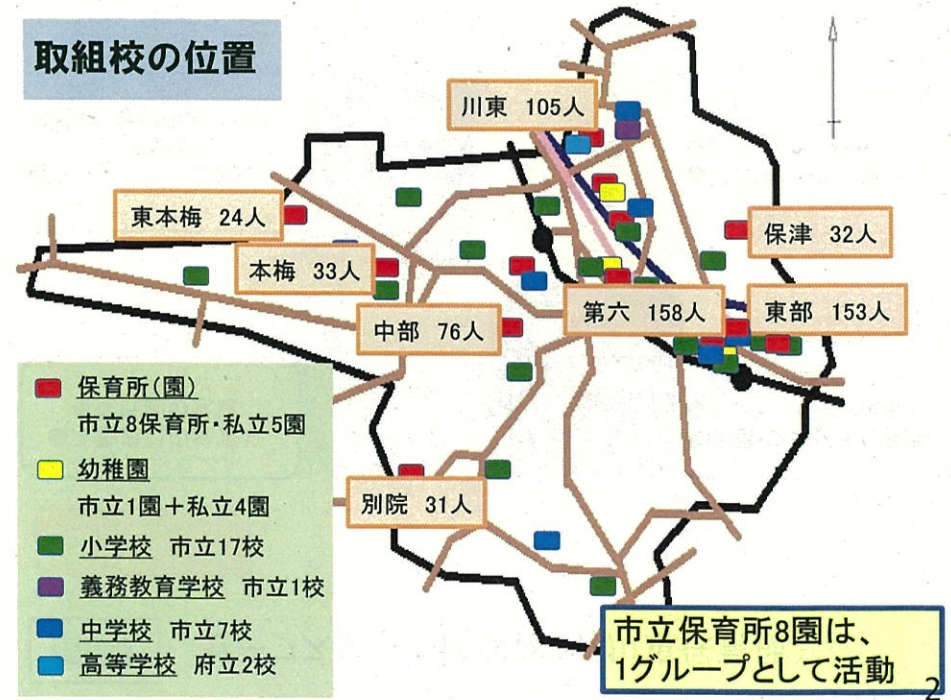 取組校の位置
川東 105人
東本梅 24人
保津 32人
本梅 33人
第六 158人
東部 153人
中部 76人
保育所(園)
市立8保育所・私立5園
幼稚園
市立1園+私立4園
別院 31人
小学校 市立17校
義務教育学校 市立1校
中学校 市立7校
高等学校 府立2校
市立保育所8園は、
1グループとして活動
2